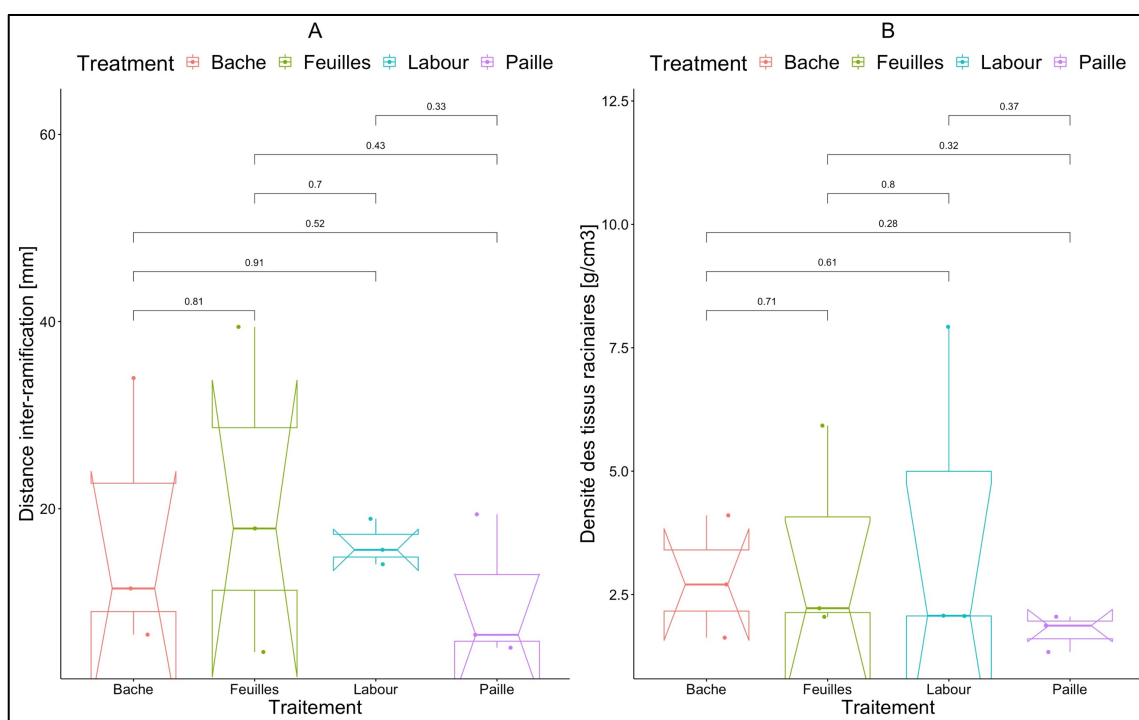 A
Treatment Bache Feuilles Labour Paille
Distance inter-ramification [mm]
60
40
20
0.33
0.43
0.7
0.52
0.91
0.81
Bache Feuilles Labour Paille
Traitement
B
Treatment Bache Feuilles Labour Paille
Densité des tissus racinaires [g/cm3]
12.5
10.0
7.5
5.0
2.5
0.37
0.32
0.8
0.28
0.61
0.71
Bache Feuilles Labour Paille
Traitement